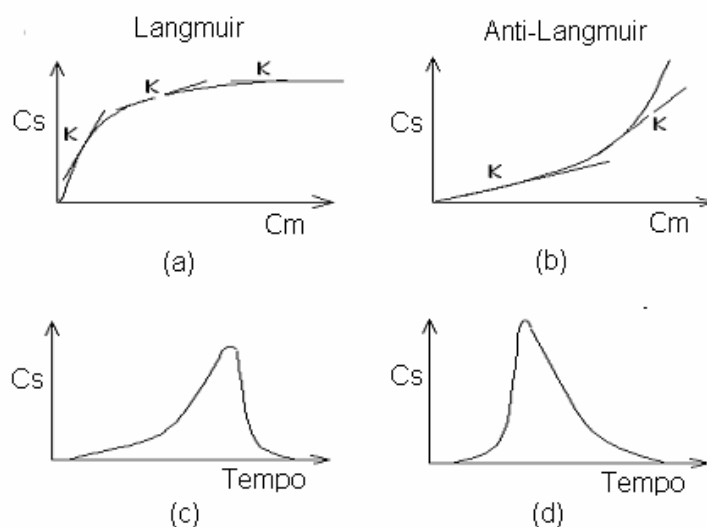 Langmuir
Anti-Langmuir
Cs
K
K
K
Cm
(a)
Cs
K
K
Cm
(b)
Cs
Tempo
(c)
Cs
Tempo
(d)